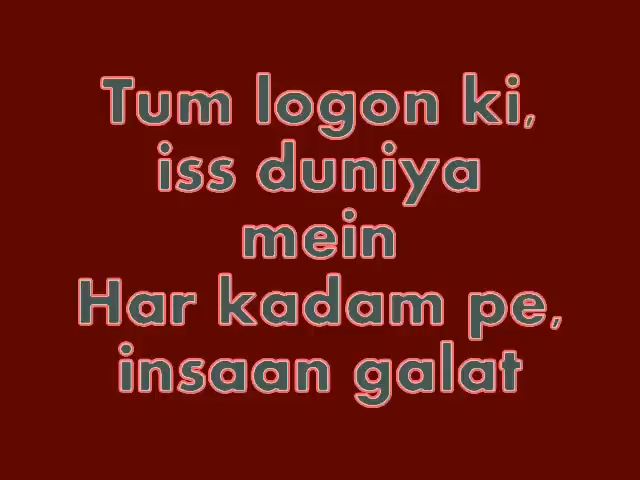 Tum logon ki,
iss duniya
mein
Har kadam pe,
insaan galat